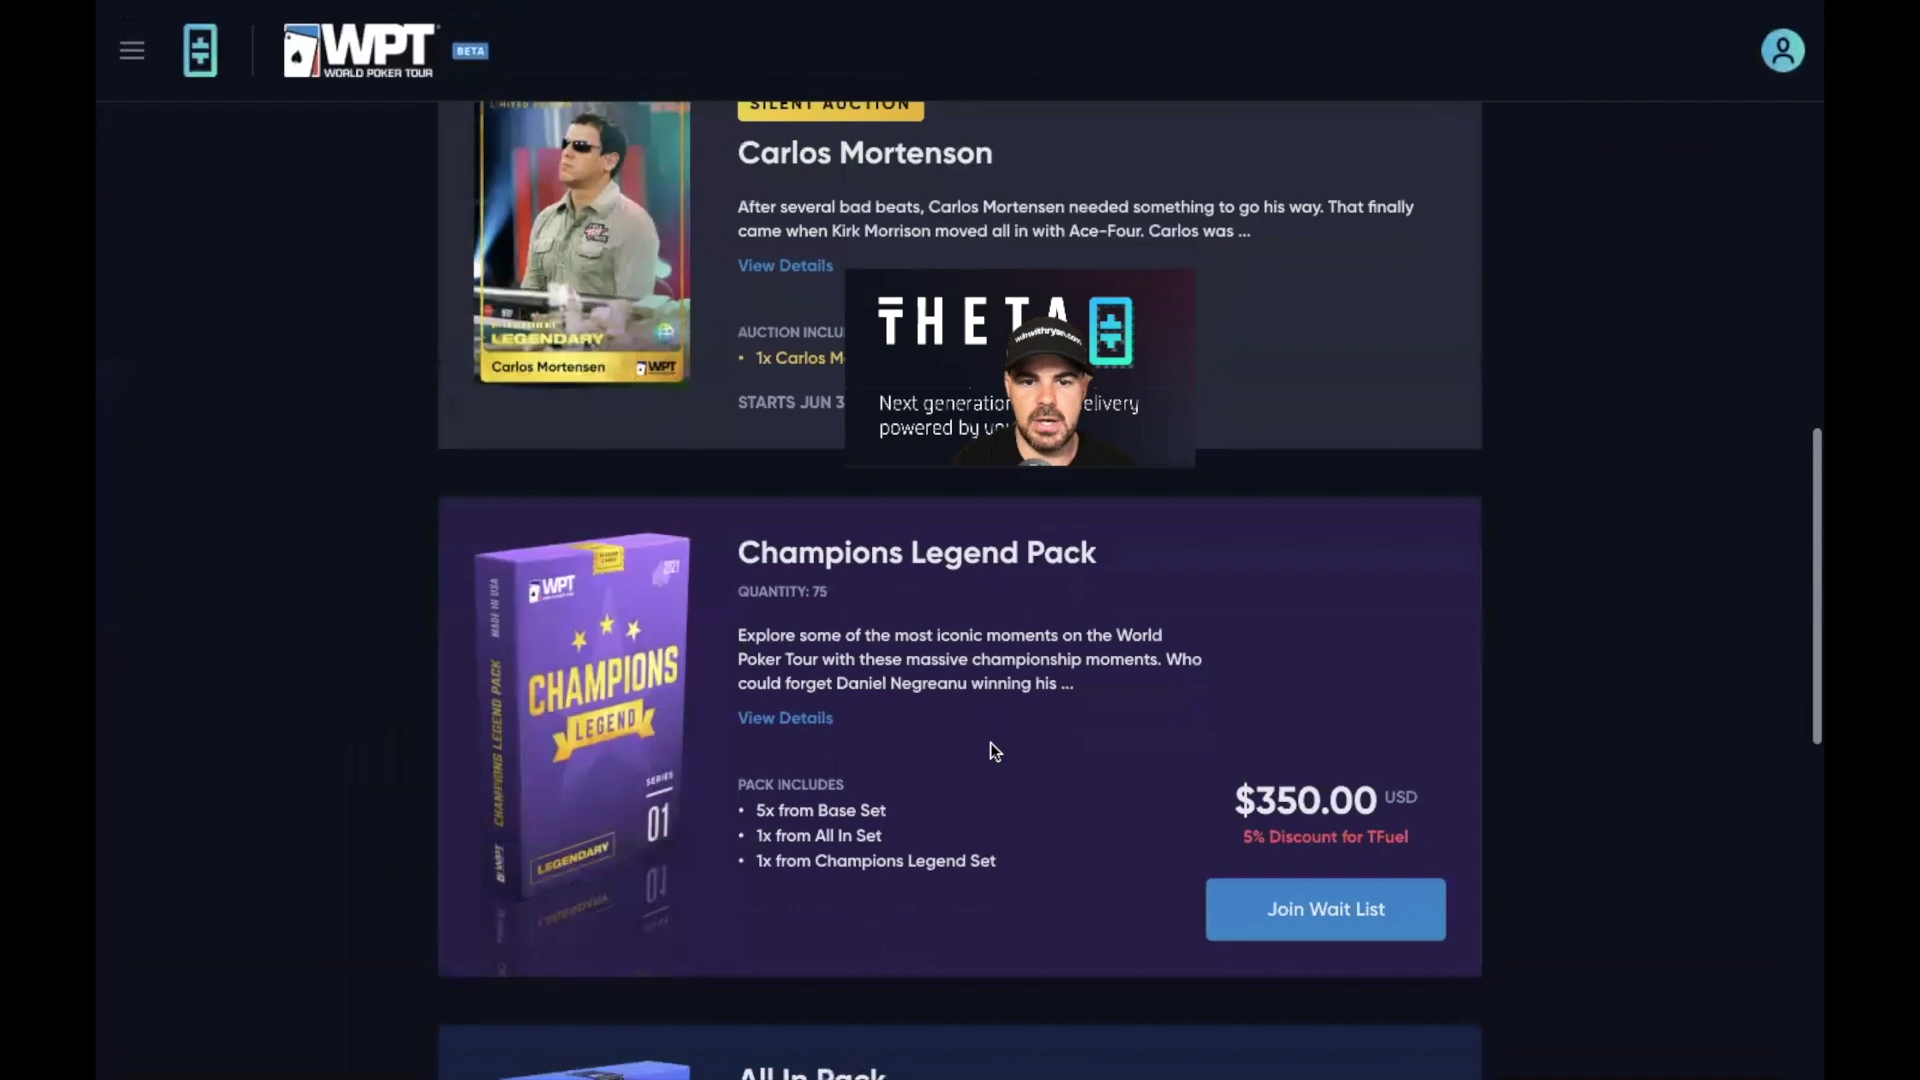 WPT
WORLD POKER TOUR
BETA
LIMITED EDITION
SILENT AUCTION
Carlos Mortenson
After several bad beats, Carlos Mortensen needed something to go his way. That finally
came when Kirk Morrison moved all in with Ace-Four. Carlos was ...
View Details
AUCTION INCLU
• 1x Carlos M
STARTS JUN 3
LEGENDARY
Carlos Mortensen
WPT
THETA
Next generation elivery
powered by
Champions Legend Pack
QUANTITY: 75
Explore some of the most iconic moments on the World
Poker Tour with these massive championship moments. Who
could forget Daniel Negreanu winning his ...
View Details
PACK INCLUDES
• 5x from Base Set
• 1x from All In Set
• 1x from Champions Legend Set
$350.00 USD
5% Discount for TFuel
Join Wait List
MADE IN USA
CHAMPIONS LEGEND PACK
WPT
WPT
2021
CHAMPIONS
LEGEND
SERIES
01
LEGENDARY
All In Pack